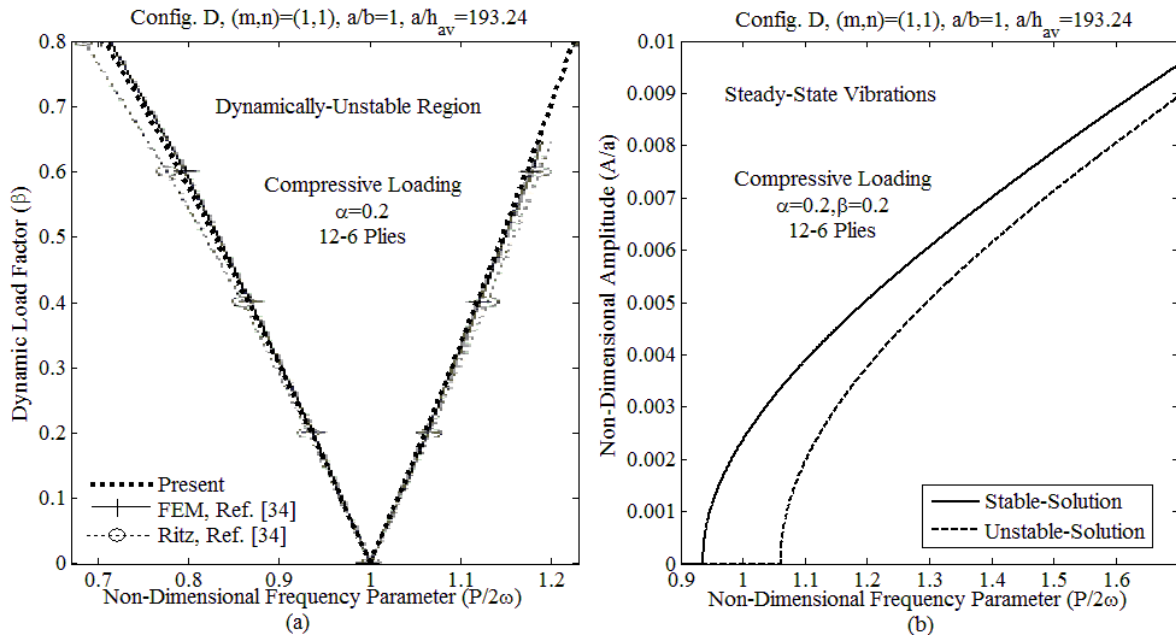 Config. D, (m,n)=(1,1), a/b=1, a/hav=193.24
0.8
0.7
0.6
0.5
0.4
0.3
0.2
0.1
0
Dynamic Load Factor (β)
Dynamically-Unstable Region
Compressive Loading
α=0.2
12-6 Plies
Present
FEM, Ref. [34]
Ritz, Ref. [34]
0.7 0.8 0.9 1 1.1 1.2
Non-Dimensional Frequency Parameter (P/2ω)
(a)
Config. D, (m,n)=(1,1), a/b=1, a/hav=193.24
0.01
0.009
0.008
0.007
0.006
0.005
0.004
0.003
0.002
0.001
0
Non-Dimensional Amplitude (A/a)
Steady-State Vibrations
Compressive Loading
α=0.2,β=0.2
12-6 Plies
Stable-Solution
Unstable-Solution
0.9 1 1.1 1.2 1.3 1.4 1.5 1.6
Non-Dimensional Frequency Parameter (P/2ω)
(b)